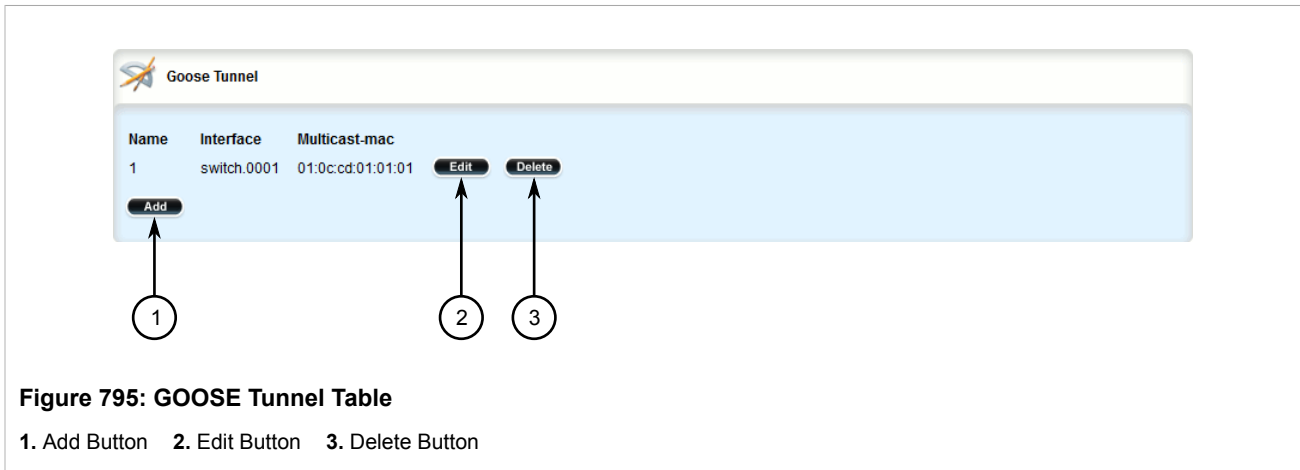 Goose Tunnel
Name Interface Multicast-mac
1 switch.0001 01:0c:cd:01:01:01 Edit Delete
Add
1 2 3
Figure 795: GOOSE Tunnel Table
1. Add Button 2. Edit Button 3. Delete Button